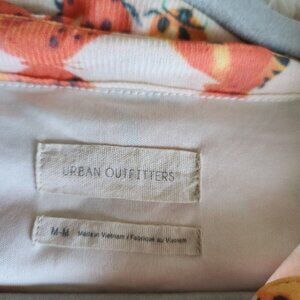 URBAN OUTFITTERS
M-M Made in Vietnam / Fabriqué au Vietnam